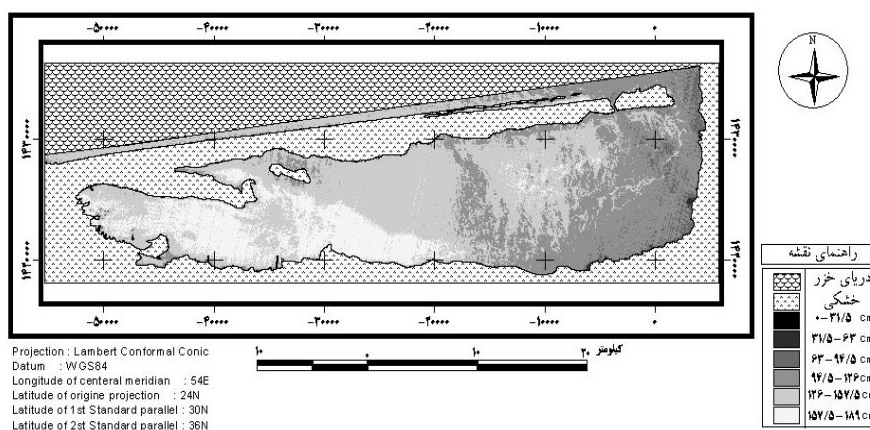 -۵۰۰۰۰ -۴۰۰۰۰ -۳۰۰۰۰ -۲۰۰۰۰ -۱۰۰۰۰ ۰
N
۱۴۳۰۰۰۰ ۱۴۳۰۰۰۰
۱۴۲۰۰۰۰ ۱۴۲۰۰۰۰
-۵۰۰۰۰ -۴۰۰۰۰ -۳۰۰۰۰ -۲۰۰۰۰ -۱۰۰۰۰ ۰
راهنمای نقشه
دریای خزر
خشکی
۰-۳۱/۵ cm
۳۱/۵-۶۳ cm
۶۳-۹۴/۵ cm
۹۴/۵-۱۲۶ cm
۱۲۶-۱۵۷/۵ cm
۱۵۷/۵-۱۸۹ cm
۱۰ ۰ ۱۰ ۲۰ کیلومتر
Projection : Lambert Conformal Conic
Datum : WGS84
Longitude of centeral meridian : 54E
Latitude of origine projection : 24N
Latitude of 1st Standard parallel : 30N
Latitude of 2st Standard parallel : 36N